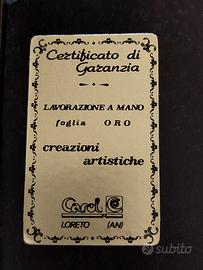 Certificato di
Garanzia
LAVORAZIONE A MANO
foglia ORO
creazioni
artistiche
Carol
LORETO (AN)
subito